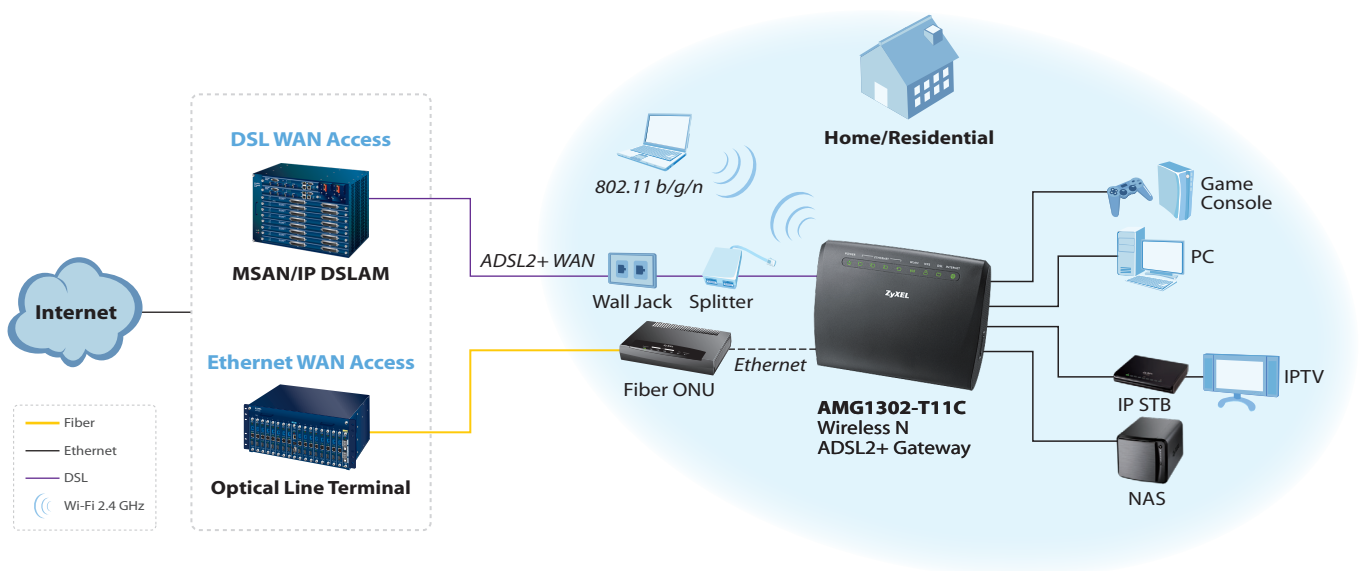 Home/Residential
DSL WAN Access
MSAN/IP DSLAM
Internet
Ethernet WAN Access
Optical Line Terminal
Fiber
Ethernet
DSL
Wi-Fi 2.4 GHz
802.11 b/g/n
ADSL2+ WAN
Wall Jack
Splitter
Fiber ONU
Ethernet
ZyXEL
AMG1302-T11C
Wireless N
ADSL2+ Gateway
Game
Console
PC
IP STB
IPTV
NAS